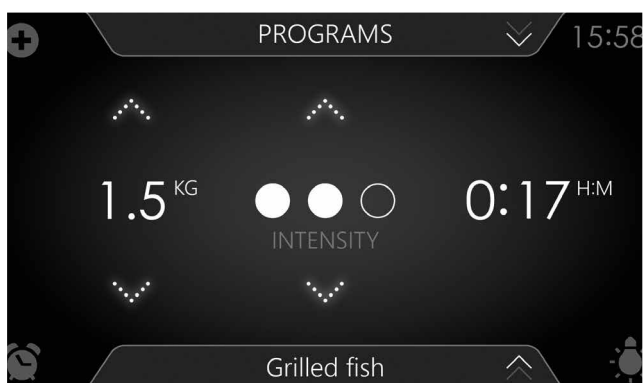 PROGRAMS
15:58
1.5 KG
0:17 H:M
INTENSITY
Grilled fish